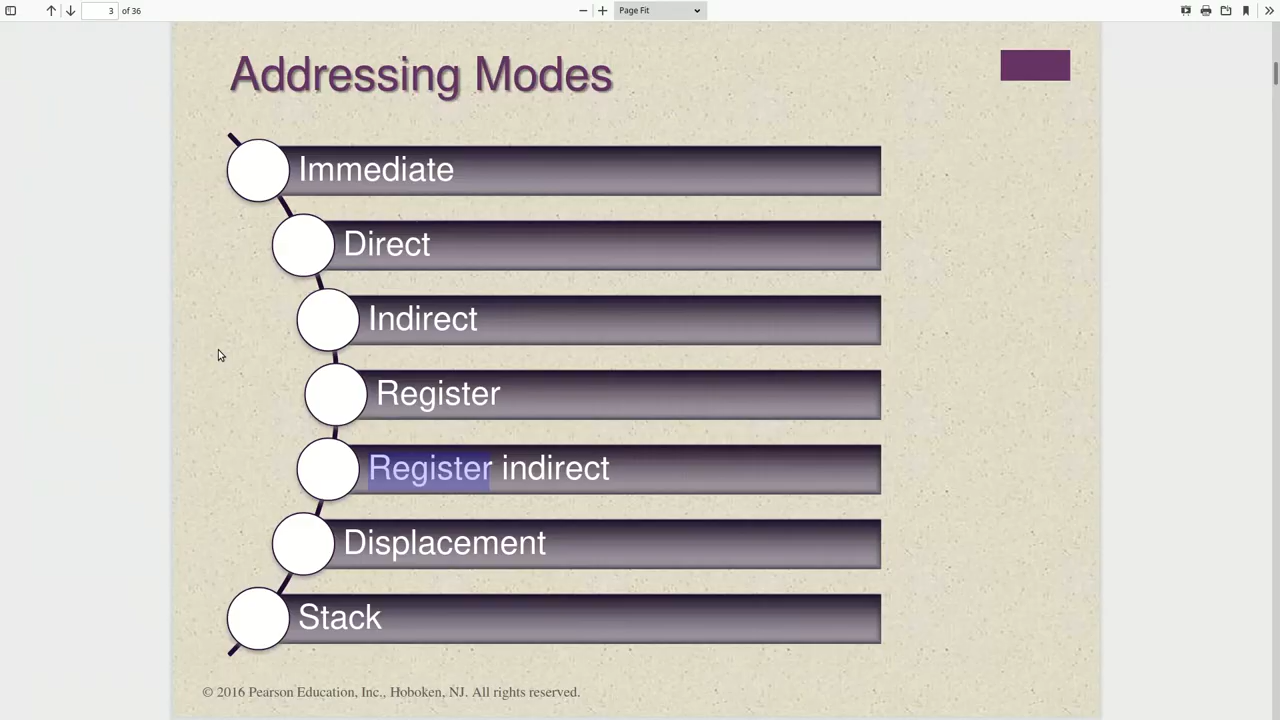 3 of 36
Page Fit
Addressing Modes
Immediate
Direct
Indirect
Register
Register indirect
Displacement
Stack
© 2016 Pearson Education, Inc., Hoboken, NJ. All rights reserved.